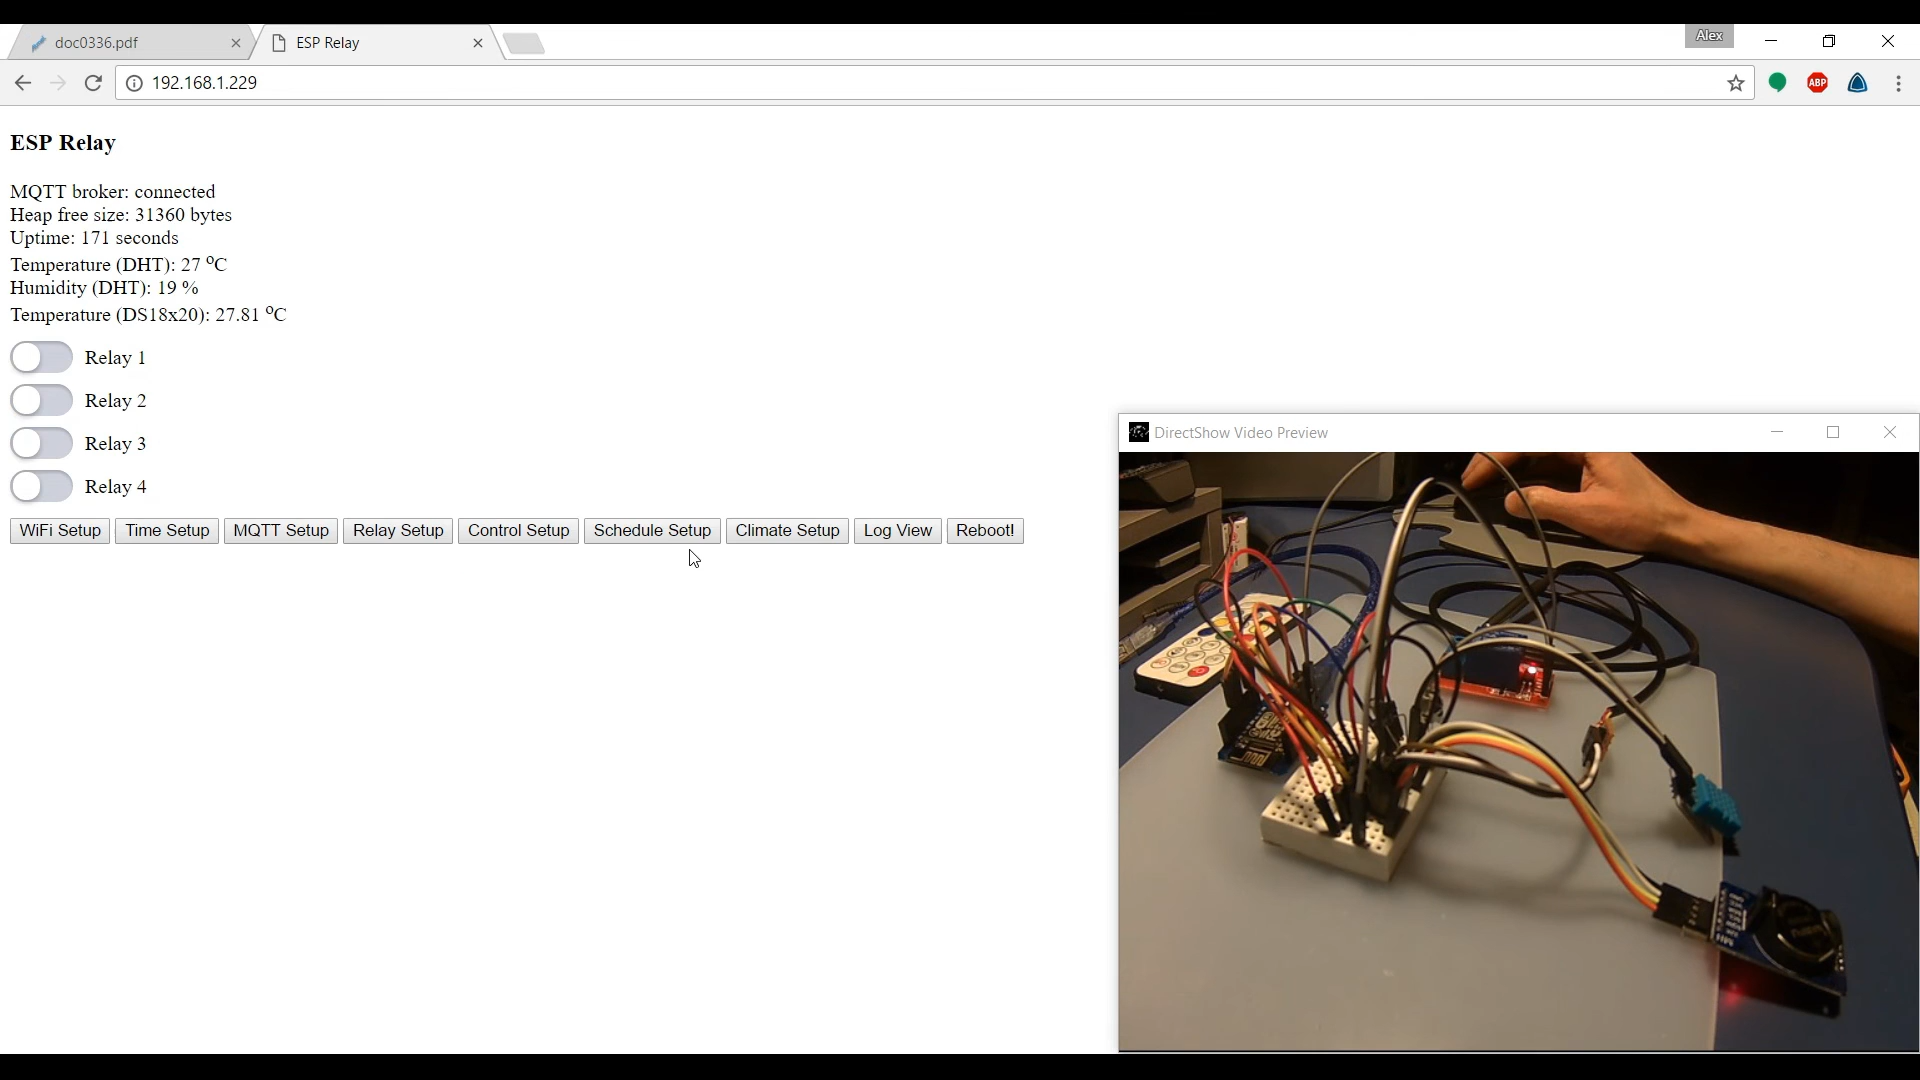 doc0336.pdf
ESP Relay
Alex
192.168.1.229
ABP
ESP Relay
MQTT broker: connected
Heap free size: 31360 bytes
Uptime: 171 seconds
Temperature (DHT): 27 °C
Humidity (DHT): 19 %
Temperature (DS18x20): 27.81 °C
Relay 1
Relay 2
Relay 3
Relay 4
WiFi Setup Time Setup MQTT Setup Relay Setup Control Setup Schedule Setup Climate Setup Log View Reboot!
DirectShow Video Preview